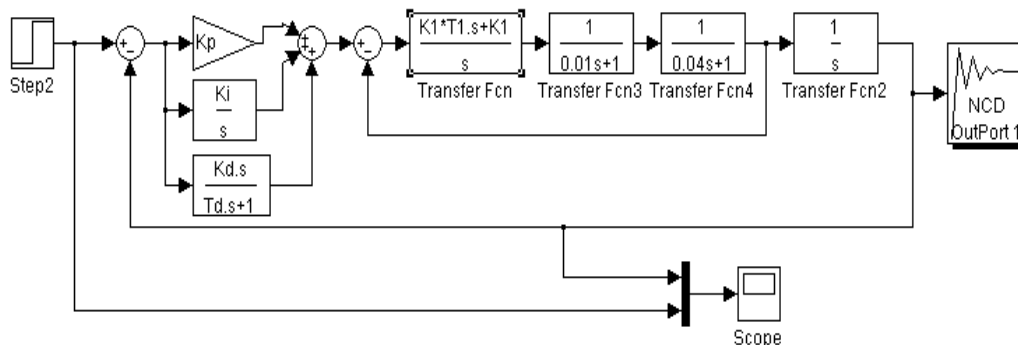 Step2
Kp
Ki
s
Kd.s
Td.s+1
K1*T1.s+K1
s
Transfer Fcn
1
0.01s+1
Transfer Fcn3
1
0.04s+1
Transfer Fcn4
1
s
Transfer Fcn2
NCD
OutPort 1
Scope